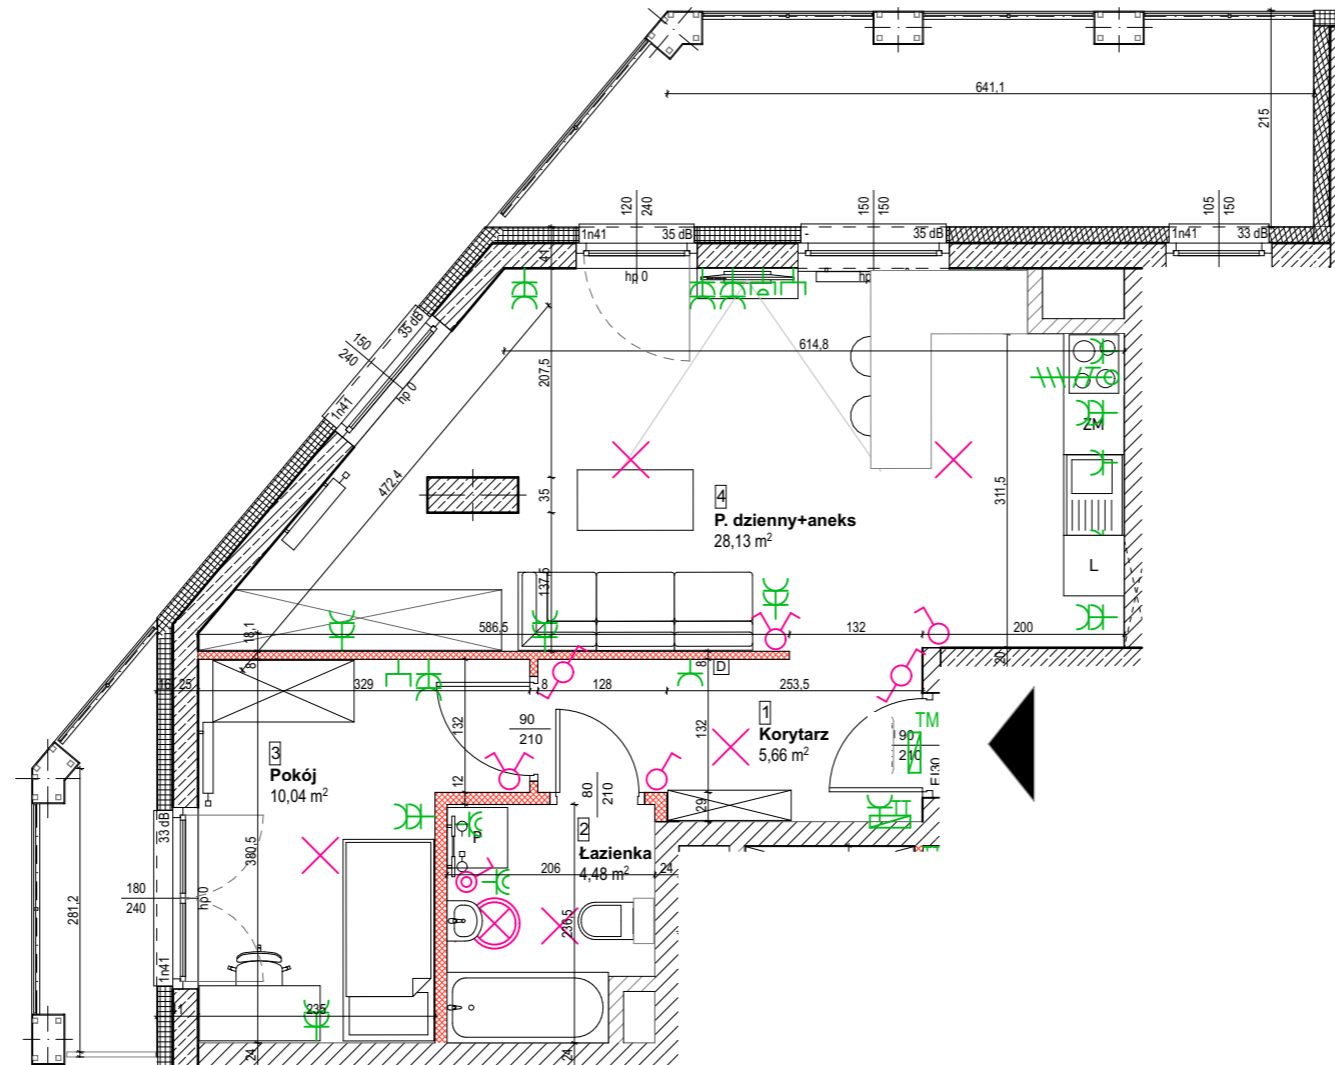 641,1
215
120
240
150
150
105
150
1n41
35 dB
-
35 dB
1n41
33 dB
41
hp 0
hp
35 dB
150
240
1n41
hp 0
614,8
207,5
472,4
35
311,5
ZM
4
P. dzienny+aneks
28,13 m²
L
137,5
586,5
132
200
18,1
8
20
25
329
8
128
8
D
253,5
132
90
210
132
1
Korytarz
5,66 m²
TM
90
210
EI30
3
Pokój
10,04 m²
12
80
210
29
33 dB
P
2
Łazienka
4,48 m²
206
24
380,5
180
240
hp 0
281,2
236,5
1n41
235
24
24